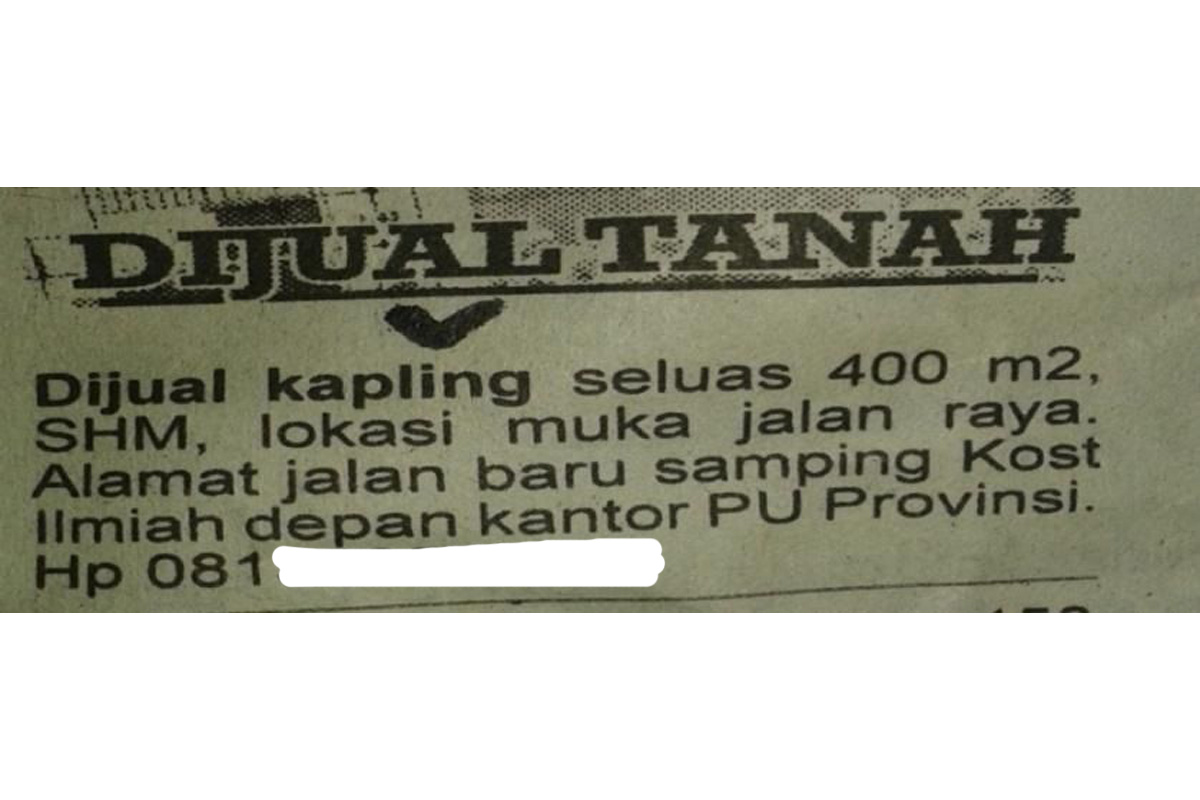 DIJUAL TANAH
Dijual kapling seluas 400 m2,
SHM, lokasi muka jalan raya.
Alamat jalan baru samping Kost
Ilmiah depan kantor PU Provinsi.
Hp 081